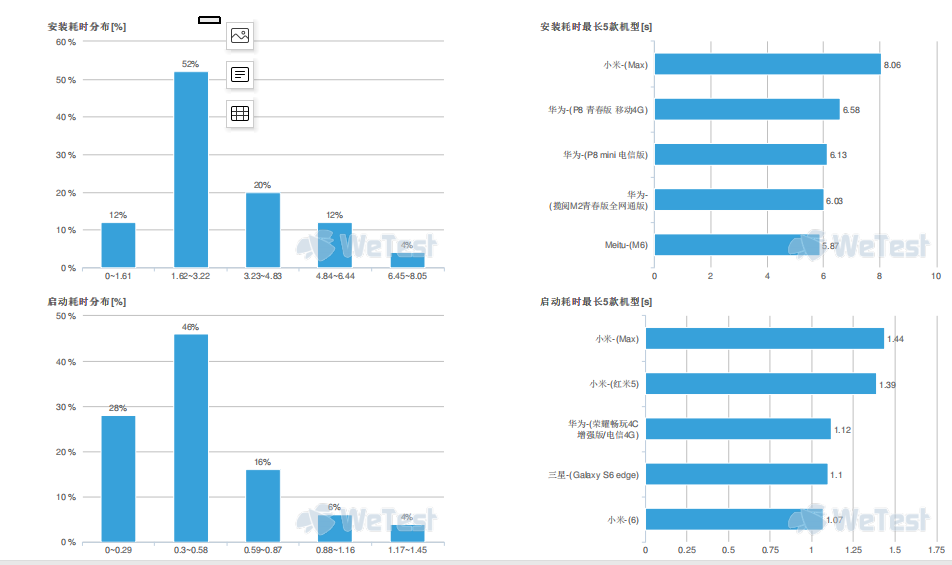 安装耗时分布[%]
60 %
50 %
40 %
30 %
20 %
10 %
0 %
52%
20%
12%
12%
4%
0~1.61
1.62~3.22
3.23~4.83
4.84~6.44
6.45~8.05
WeTest
安装耗时最长5款机型[s]
小米-(Max)
8.06
华为-(P8 青春版 移动4G)
6.58
华为-(P8 mini 电信版)
6.13
华为-
(揽阅M2青春版全网通版)
6.03
Meitu-(M6)
5.87
WeTest
0
2
4
6
8
10
启动耗时分布[%]
50 %
40 %
30 %
20 %
10 %
0 %
46%
28%
16%
6%
4%
0~0.29
0.3~0.58
0.59~0.87
0.88~1.16
1.17~1.45
WeTest
启动耗时最长5款机型[s]
小米-(Max)
1.44
小米-(红米5)
1.39
华为-(荣耀畅玩4C
增强版/电信4G)
1.12
三星-(Galaxy S6 edge)
1.1
小米-(6)
1.07
WeTest
0
0.25
0.5
0.75
1
1.25
1.5
1.75